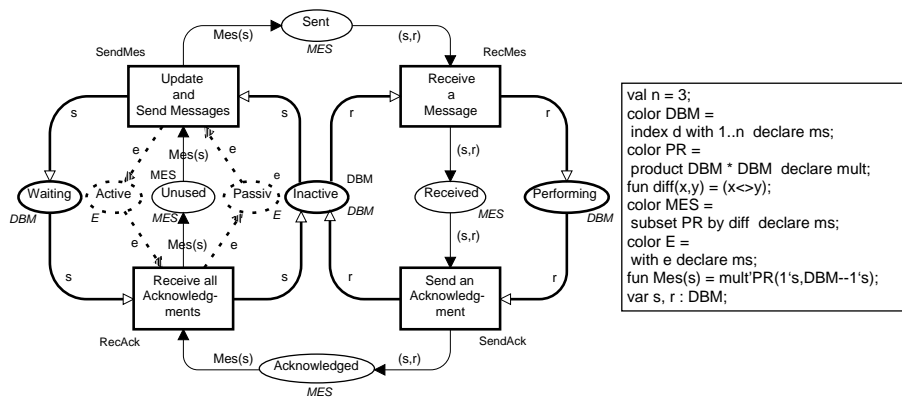 Sent
MES
Mes(s)
(s,r)
SendMes
RecMes
Update
and
Send Messages
Receive
a
Message
s
s
r
r
e
Mes(s)
e
(s,r)
MES
DBM
Waiting
DBM
Active
E
Unused
MES
Passiv
E
Inactive
DBM
Received
MES
Performing
DBM
e
Mes(s)
e
(s,r)
s
s
r
r
Receive all
Acknowledg-
ments
Send an
Acknowledg-
ment
RecAck
SendAck
Mes(s)
(s,r)
Acknowledged
MES
val n = 3;
color DBM =
index d with 1..n declare ms;
color PR =
product DBM * DBM declare mult;
fun diff(x,y) = (x<>y);
color MES =
subset PR by diff declare ms;
color E =
with e declare ms;
fun Mes(s) = mult'PR(1‘s,DBM--1‘s);
var s, r : DBM;